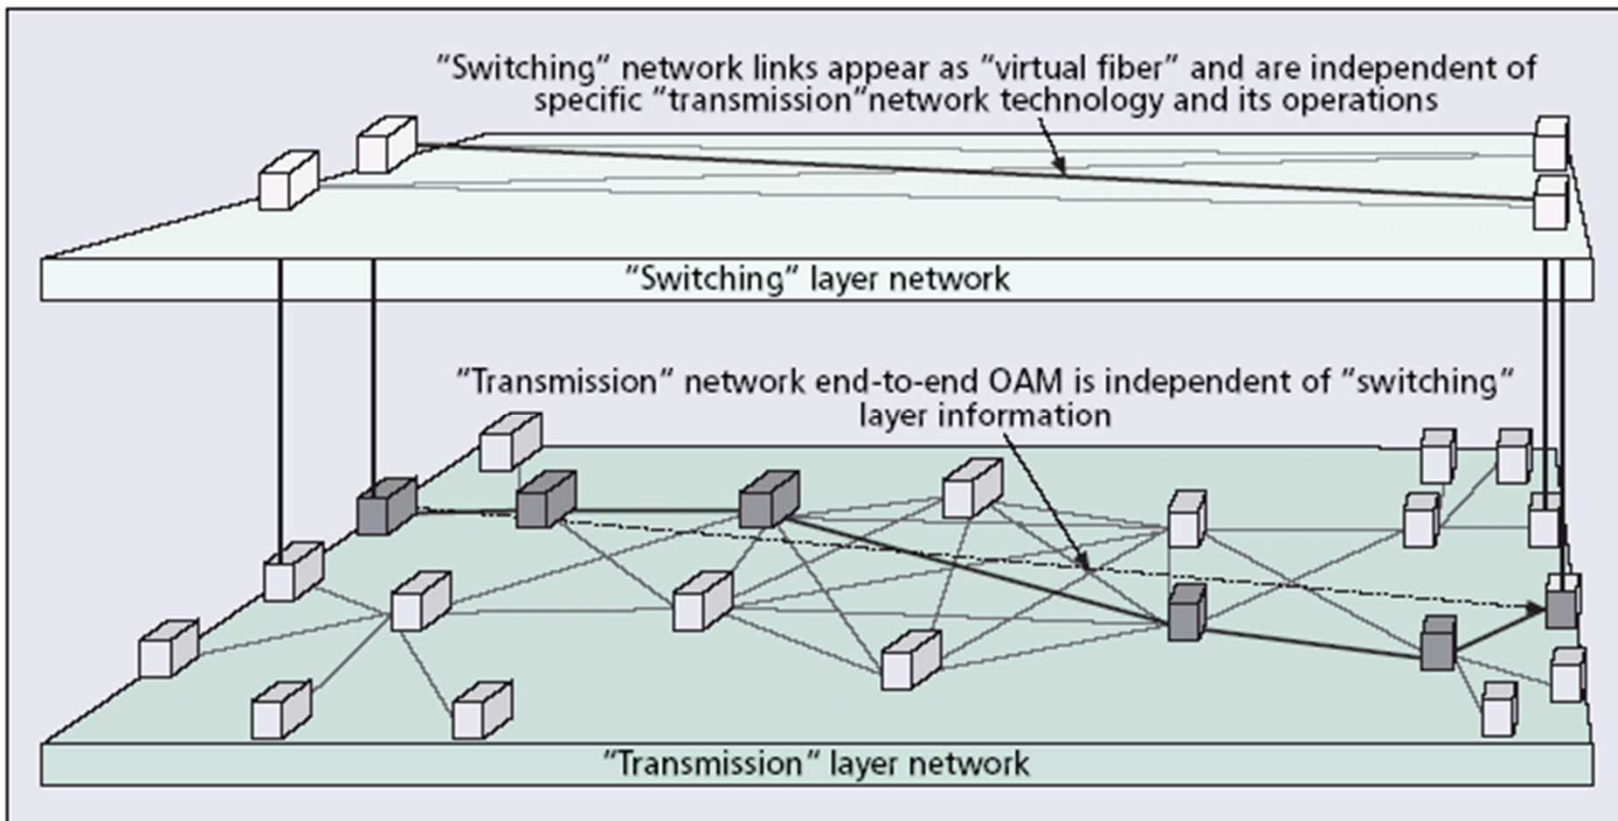 “Switching” network links appear as “virtual fiber” and are independent of
specific “transmission”network technology and its operations
“Switching” layer network
“Transmission” network end-to-end OAM is independent of “switching”
layer information
“Transmission” layer network